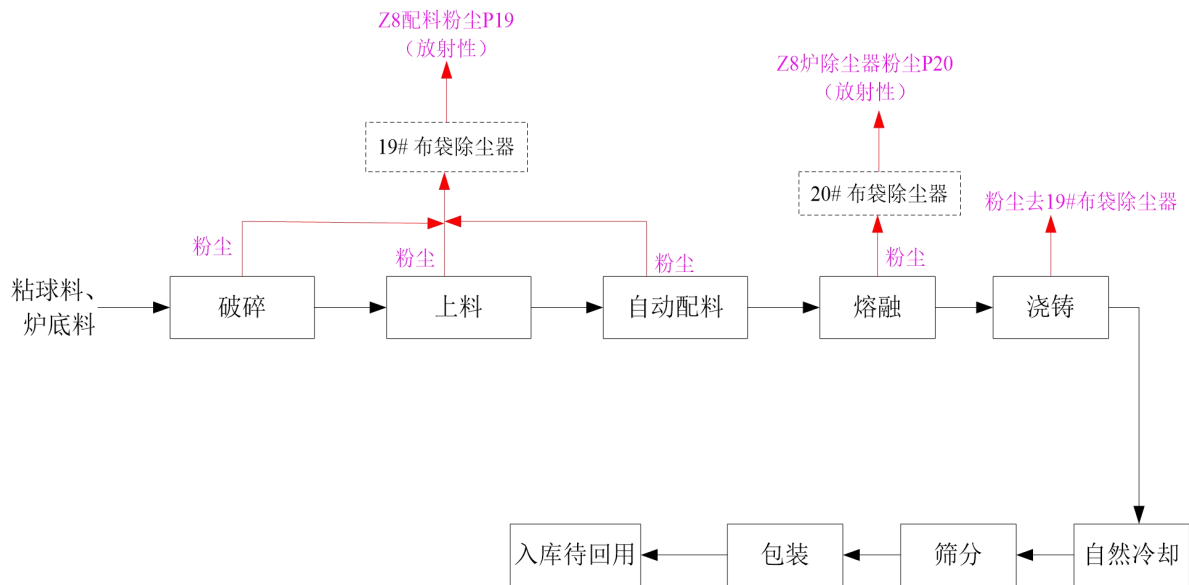 Z8配料粉尘P19
（放射性）
Z8炉除尘器粉尘P20
（放射性）
19# 布袋除尘器
20# 布袋除尘器
粉尘去19#布袋除尘器
粉尘
粉尘
粉尘
粉尘
粘球料、
炉底料
破碎
上料
自动配料
熔融
浇铸
入库待回用
包装
筛分
自然冷却